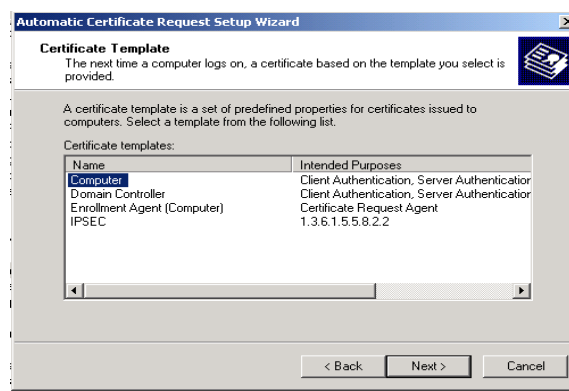 Automatic Certificate Request Setup Wizard
Certificate Template
The next time a computer logs on, a certificate based on the template you select is
provided.
A certificate template is a set of predefined properties for certificates issued to
computers. Select a template from the following list.
Certificate templates:
Name Intended Purposes
Computer Client Authentication, Server Authentication
Domain Controller Client Authentication, Server Authentication
Enrollment Agent (Computer) Certificate Request Agent
IPSEC 1.3.6.1.5.5.8.2.2
< Back Next > Cancel